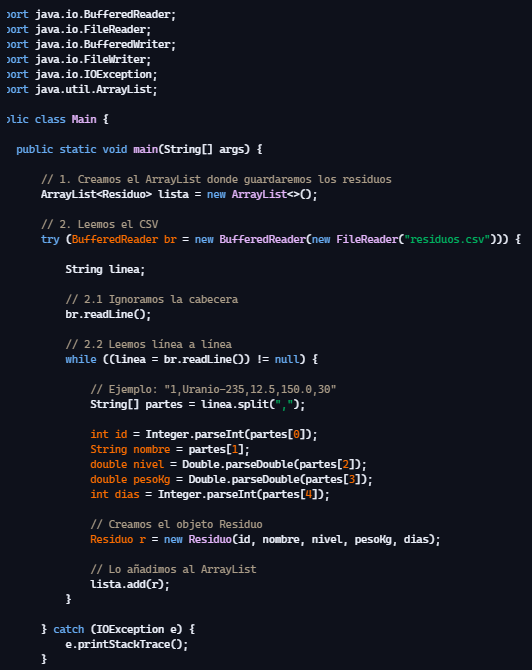 port java.io.BufferedReader;
port java.io.FileReader;
port java.io.BufferedWriter;
port java.io.FileWriter;
port java.io.IOException;
port java.util.ArrayList;
blic class Main {
public static void main(String[] args) {
// 1. Creamos el ArrayList donde guardaremos los residuos
ArrayList<Residuo> lista = new ArrayList<>();
// 2. Leemos el CSV
try (BufferedReader br = new BufferedReader(new FileReader("residuos.csv"))) {
String linea;
// 2.1 Ignoramos la cabecera
br.readLine();
// 2.2 Leemos línea a línea
while ((linea = br.readLine()) != null) {
// Ejemplo: "1,Uranio-235,12.5,150.0,30"
String[] partes = linea.split(",");
int id = Integer.parseInt(partes[0]);
String nombre = partes[1];
double nivel = Double.parseDouble(partes[2]);
double pesoKg = Double.parseDouble(partes[3]);
int dias = Integer.parseInt(partes[4]);
// Creamos el objeto Residuo
Residuo r = new Residuo(id, nombre, nivel, pesoKg, dias);
// Lo añadimos al ArrayList
lista.add(r);
}
} catch (IOException e) {
e.printStackTrace();
}